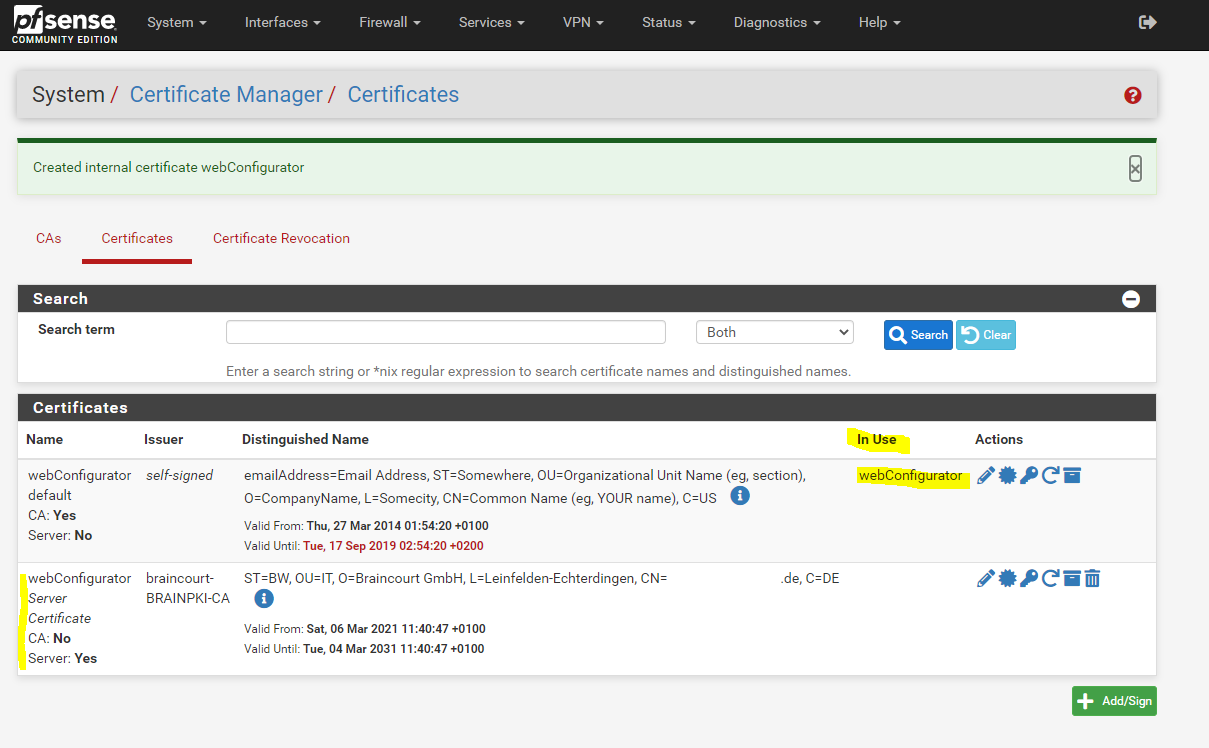 pfsense
COMMUNITY EDITION
System Interfaces Firewall Services VPN Status Diagnostics Help
System / Certificate Manager / Certificates
Created internal certificate webConfigurator
CAs Certificates Certificate Revocation
Search
Search term Both Search Clear
Enter a search string or *nix regular expression to search certificate names and distinguished names.
Certificates
Name Issuer Distinguished Name In Use Actions
webConfigurator
default
CA: Yes
Server: No
self-signed
emailAddress=Email Address, ST=Somewhere, OU=Organizational Unit Name (eg, section),
O=CompanyName, L=Somecity, CN=Common Name (eg, YOUR name), C=US
Valid From: Thu, 27 Mar 2014 01:54:20 +0100
Valid Until: Tue, 17 Sep 2019 02:54:20 +0200
webConfigurator
webConfigurator
Server
Certificate
CA: No
Server: Yes
braincourt-
BRAINPKI-CA
ST=BW, OU=IT, O=Braincourt GmbH, L=Leinfelden-Echterdingen, CN= .de, C=DE
Valid From: Sat, 06 Mar 2021 11:40:47 +0100
Valid Until: Tue, 04 Mar 2031 11:40:47 +0100
Add/Sign